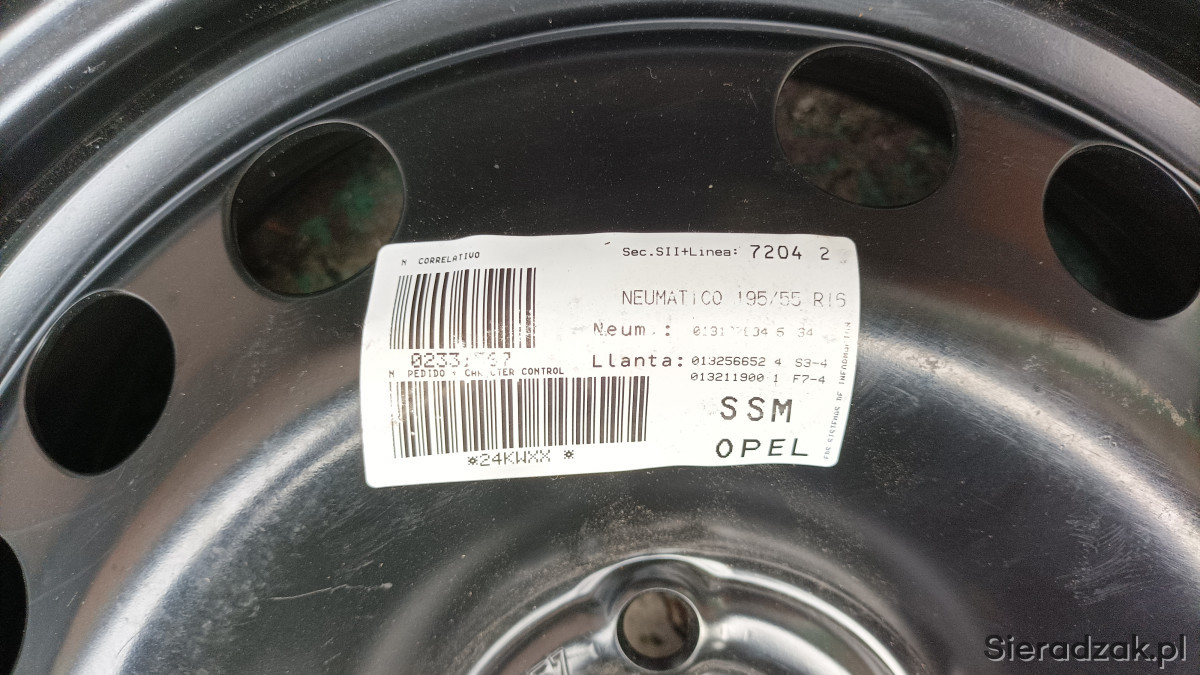 N CORRELATIVO
Sec.SII+Linea: 7204 2
NEUMATICO 195/55 R16
Neum.:
Llanta: 013256652 4 S3-4
013211900 1 F7-4
N PEDIDO Y CARACTER CONTROL
SSM
*24KWXX *
OPEL
Sieradzak.pl